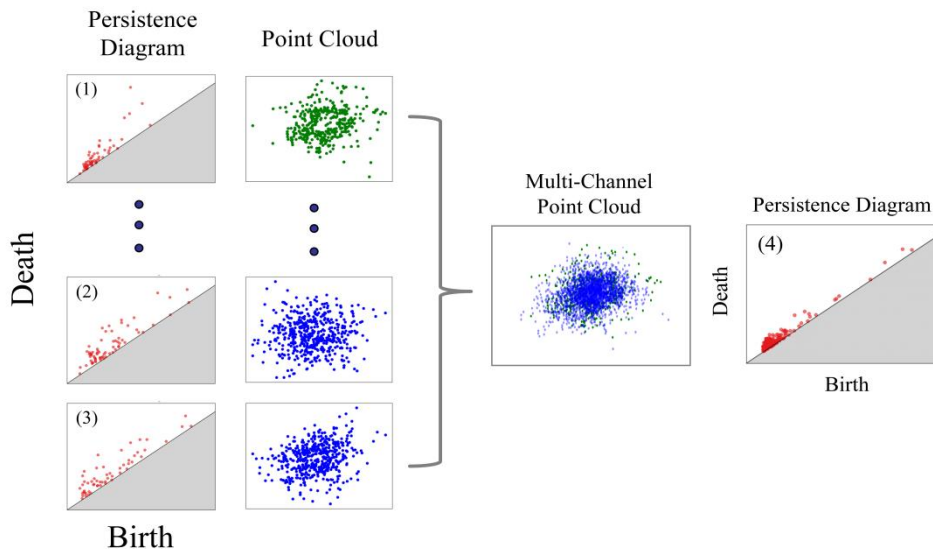 Persistence
Diagram
Point Cloud
(1)
Death
(2)
(3)
Birth
Multi-Channel
Point Cloud
Persistence Diagram
(4)
Death
Birth